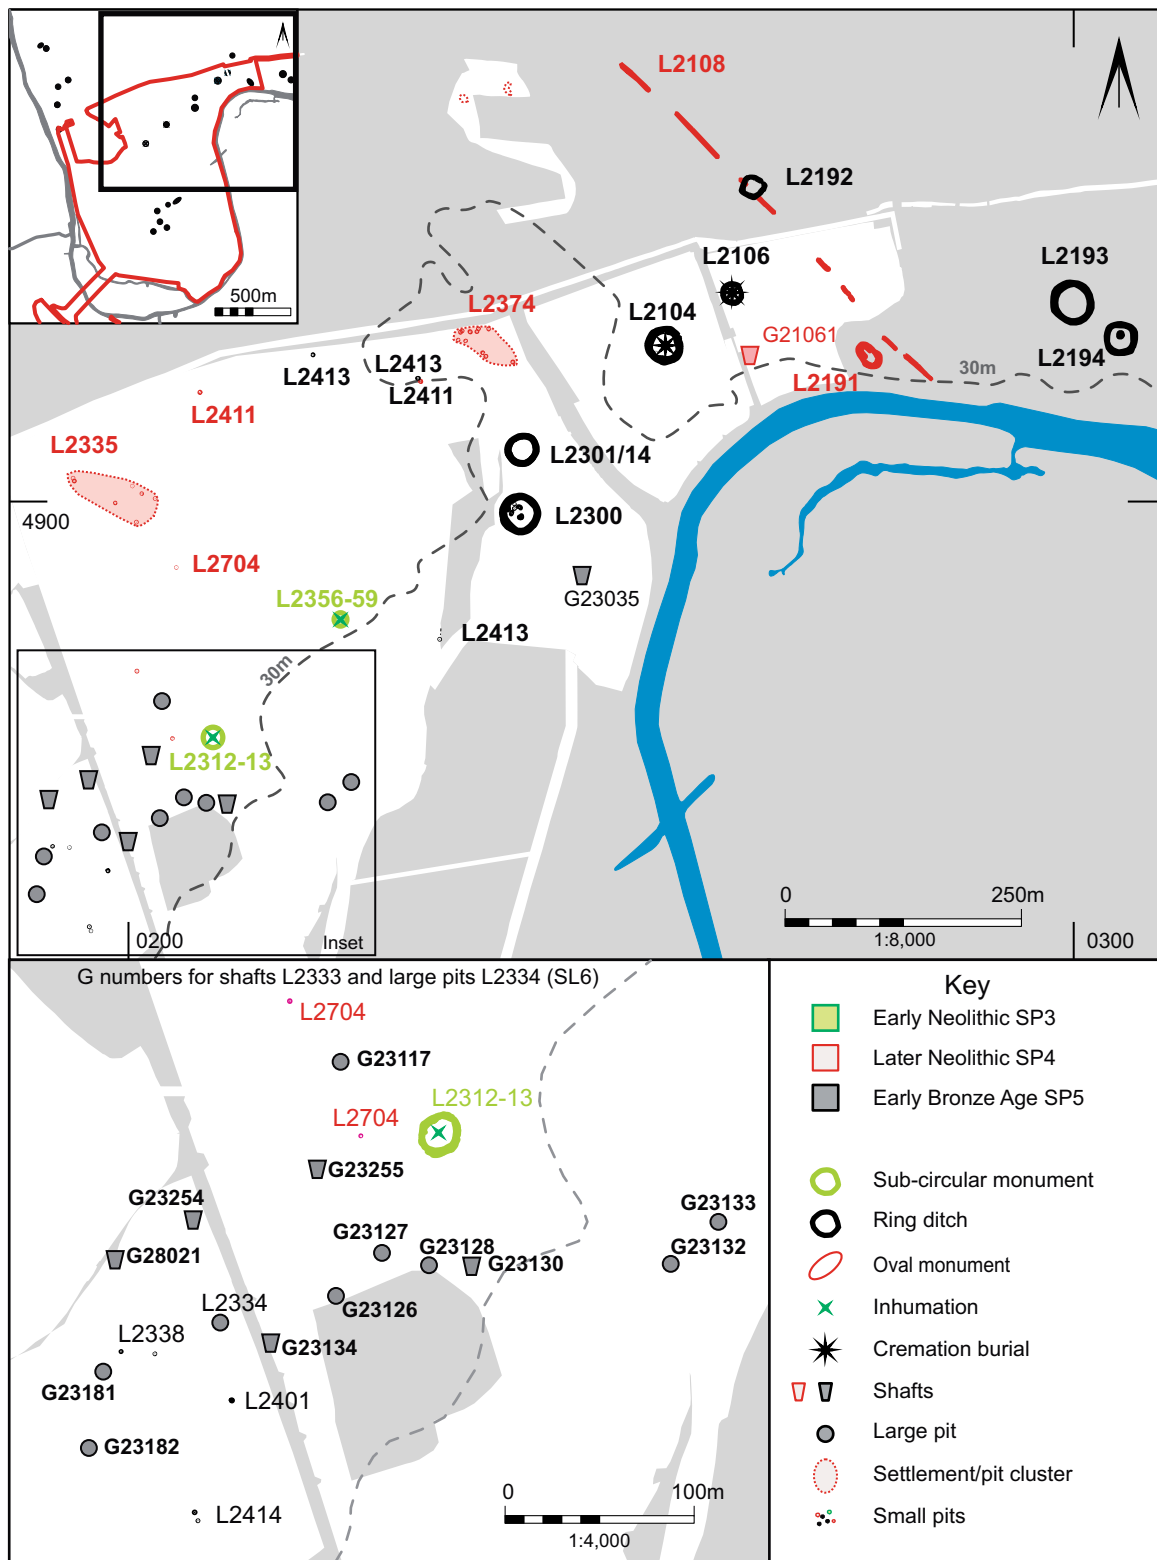 500m
L2108
L2192
L2106
L2193
L2104
L2374
G21061
L2194
L2413
L2413
L2191
30m
L2411
L2411
L2335
L2301/14
4900
L2300
L2704
G23035
L2356-59
L2413
30m
L2312-13
0 250m
1:8,000
0200
Inset
0300
G numbers for shafts L2333 and large pits L2334 (SL6)
L2704
G23117
L2312-13
L2704
G23255
G23254
G23133
G23127
G28021
G23128
G23132
G23130
L2334
G23126
L2338
G23134
G23181
L2401
G23182
L2414
0 100m
1:4,000
Key
Early Neolithic SP3
Later Neolithic SP4
Early Bronze Age SP5
Sub-circular monument
Ring ditch
Oval monument
Inhumation
Cremation burial
Shafts
Large pit
Settlement/pit cluster
Small pits